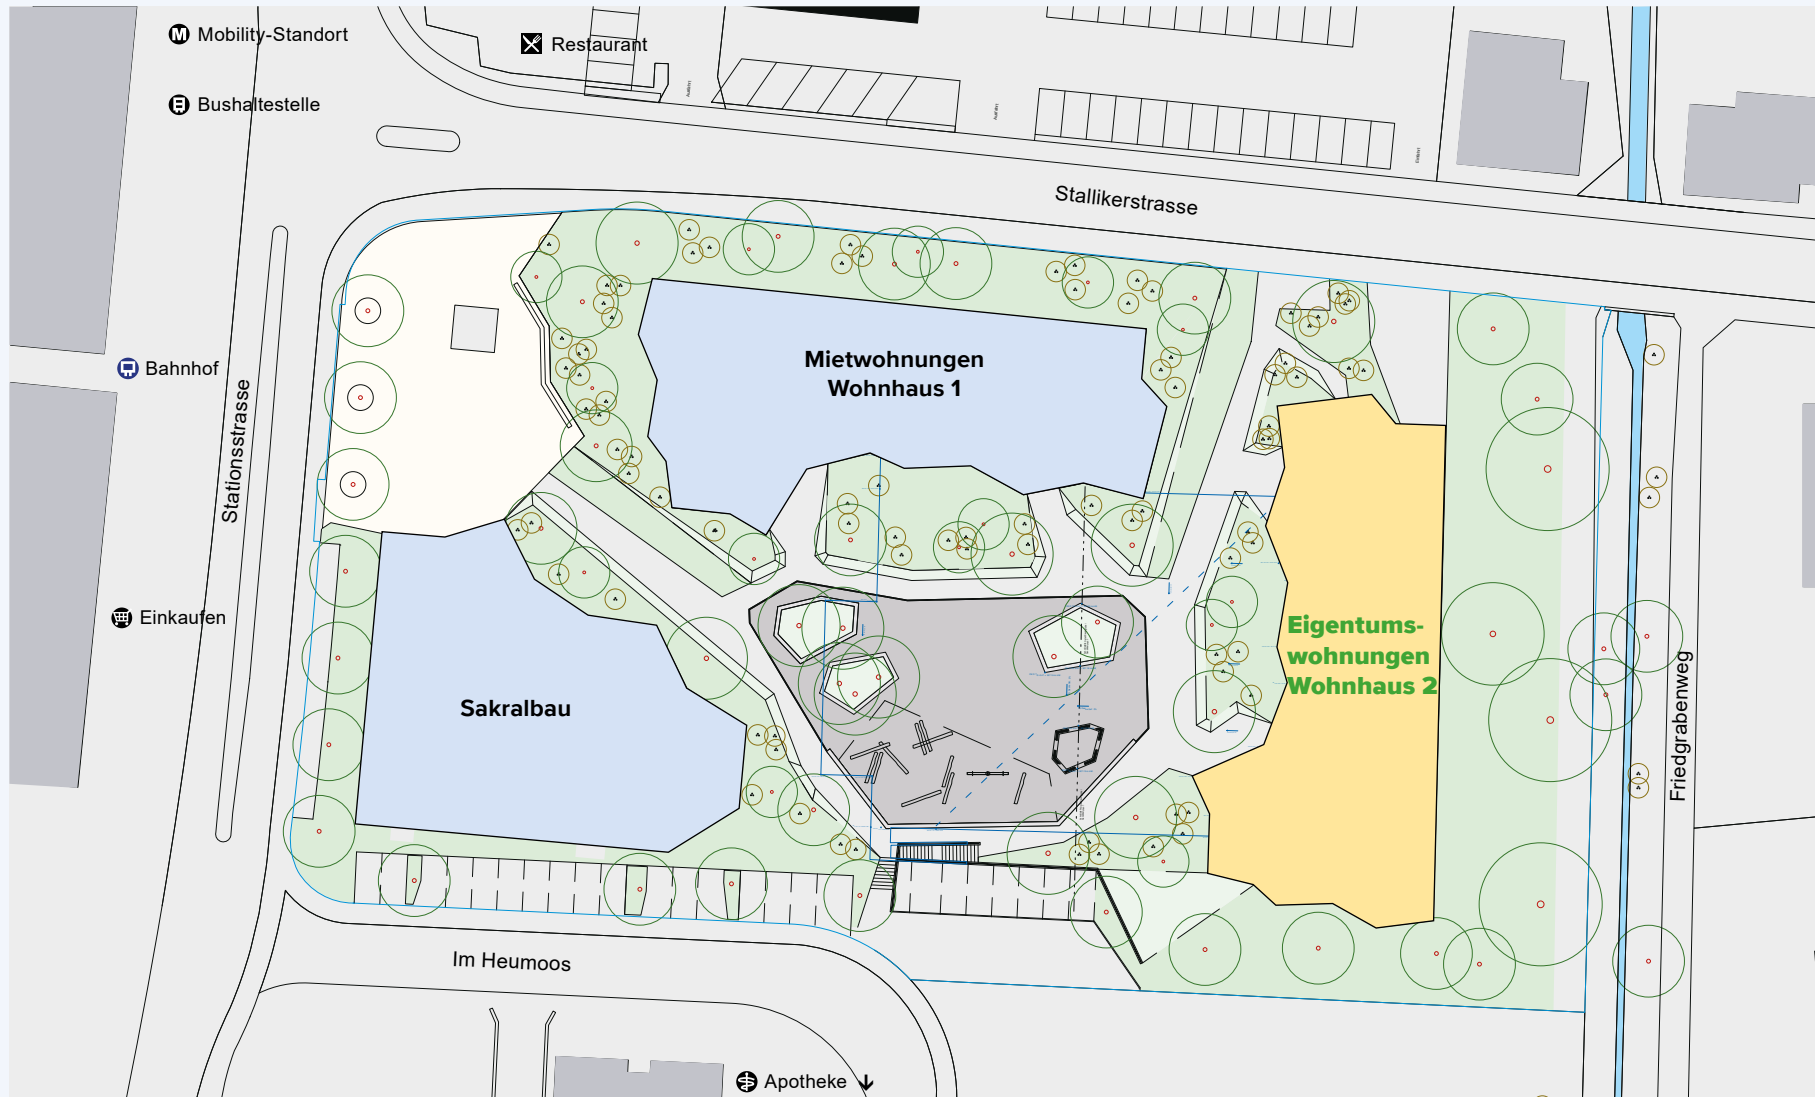 M Mobility-Standort
Restaurant
Bushaltestelle
Stallikerstrasse
Bahnhof
Stationsstrasse
Mietwohnungen
Wohnhaus 1
Einkaufen
Eigentums-
wohnungen
Wohnhaus 2
Sakralbau
Friedgrabenweg
Im Heumoos
Apotheke